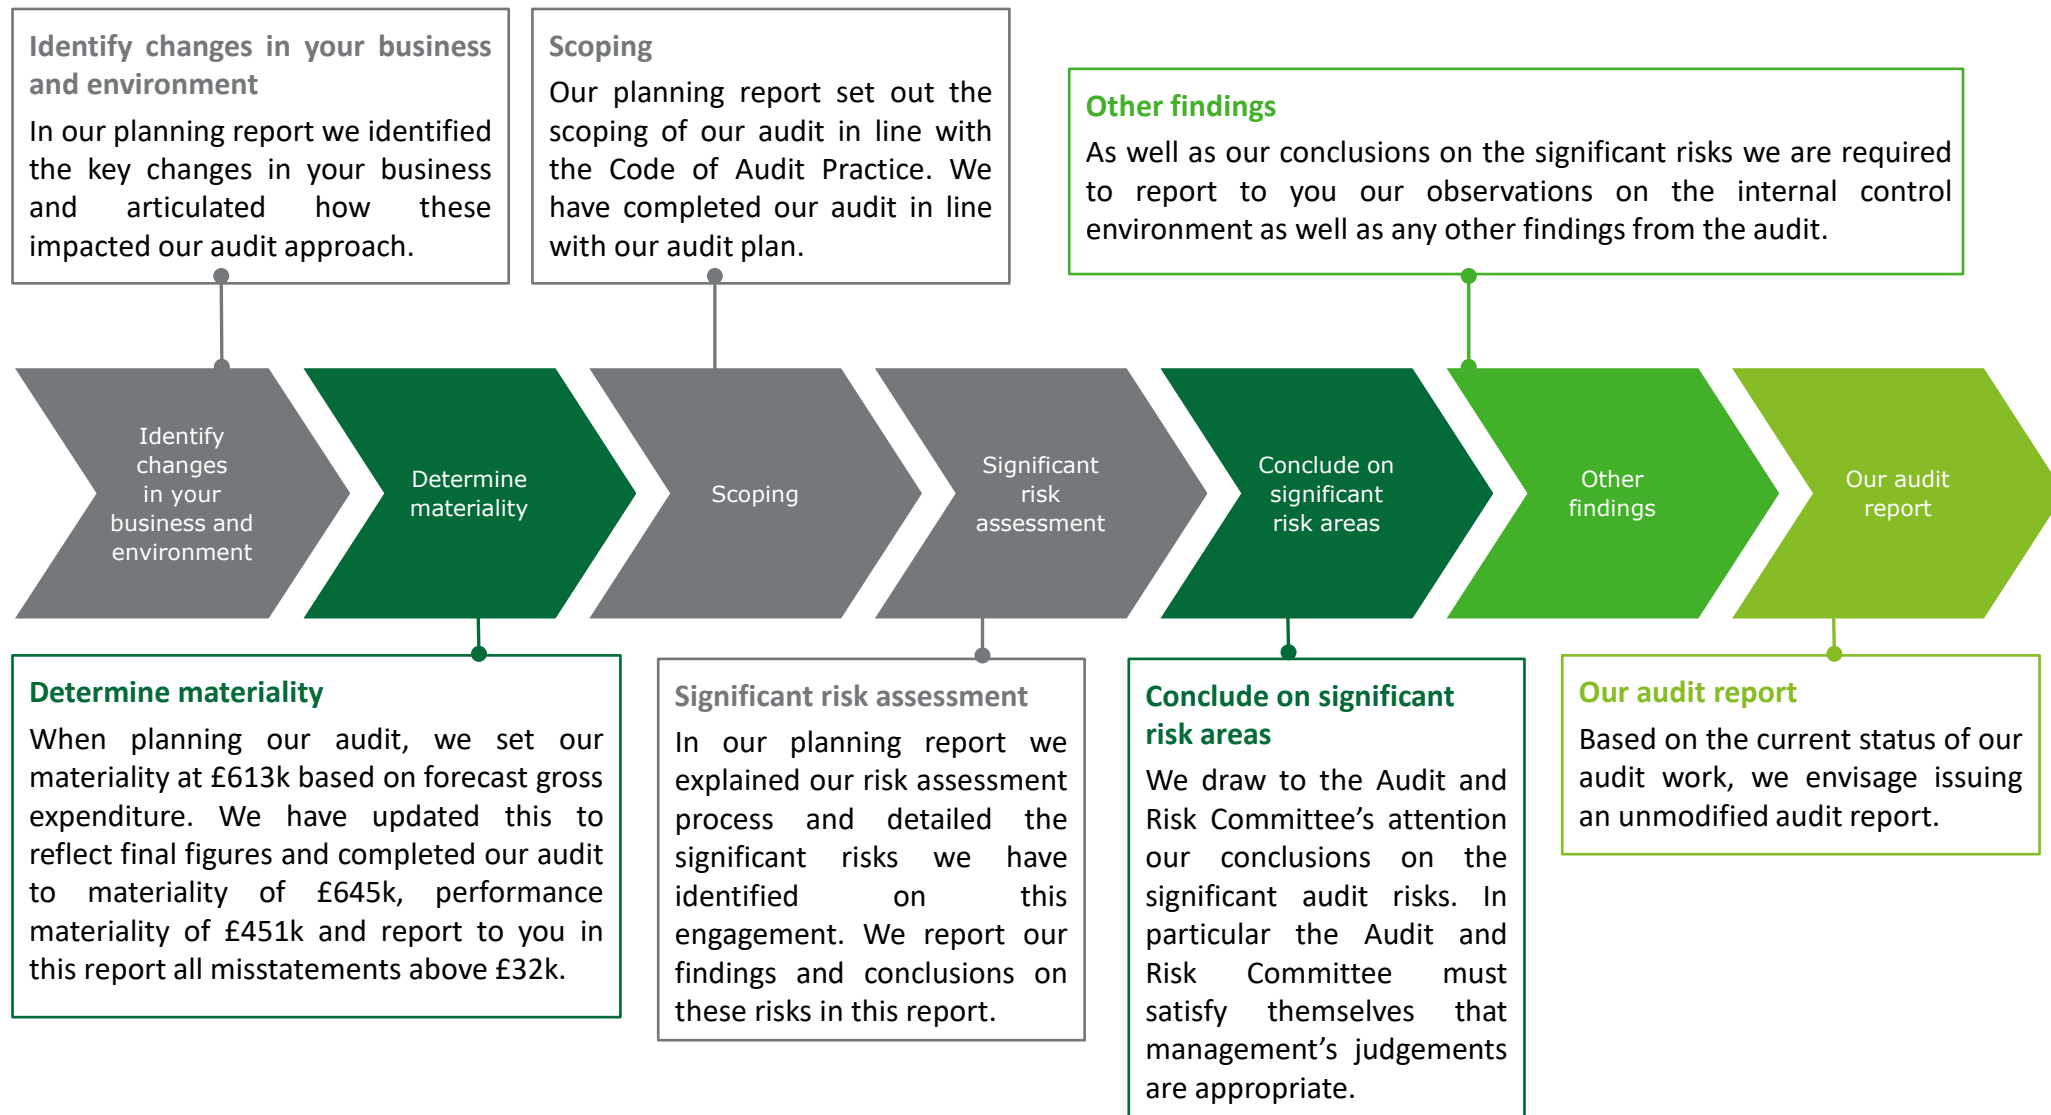 Identify changes in your business
and environment
In our planning report we identified
the key changes in your business
and articulated how these
impacted our audit approach.
Scoping
Our planning report set out the
scoping of our audit in line with
the Code of Audit Practice. We
have completed our audit in line
with our audit plan.
Other findings
As well as our conclusions on the significant risks we are required
to report to you our observations on the internal control
environment as well as any other findings from the audit.
Identify
changes
in your
business and
environment
Determine
materiality
Scoping
Significant
risk
assessment
Conclude on
significant
risk areas
Other
findings
Our audit
report
Determine materiality
When planning our audit, we set our
materiality at £613k based on forecast gross
expenditure. We have updated this to
reflect final figures and completed our audit
to materiality of £645k, performance
materiality of £451k and report to you in
this report all misstatements above £32k.
Significant risk assessment
In our planning report we
explained our risk assessment
process and detailed the
significant risks we have
identified on this
engagement. We report our
findings and conclusions on
these risks in this report.
Conclude on significant
risk areas
We draw to the Audit and
Risk Committee’s attention
our conclusions on the
significant audit risks. In
particular the Audit and
Risk Committee must
satisfy themselves that
management’s judgements
are appropriate.
Our audit report
Based on the current status of our
audit work, we envisage issuing
an unmodified audit report.